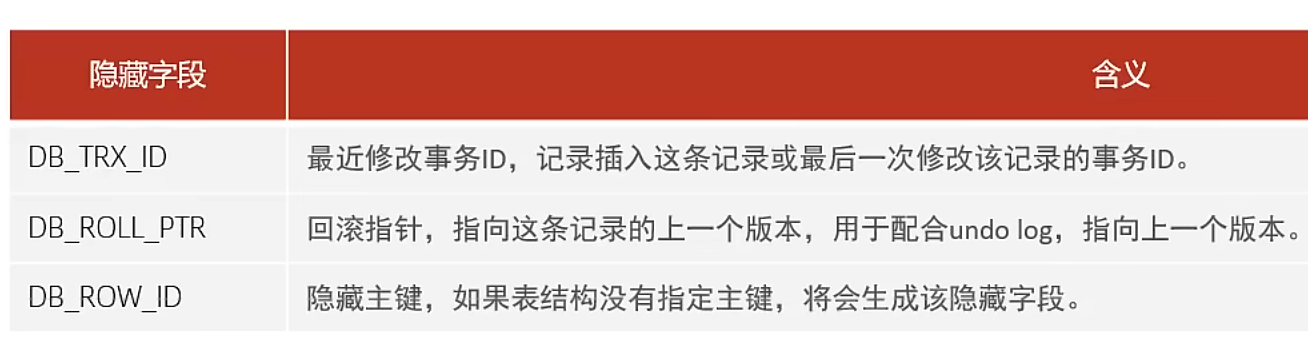 隐藏字段 含义
DB_TRX_ID 最近修改事务ID，记录插入这条记录或最后一次修改该记录的事务ID。
DB_ROLL_PTR 回滚指针，指向这条记录的上一个版本，用于配合undo log，指向上一个版本。
DB_ROW_ID 隐藏主键，如果表结构没有指定主键，将会生成该隐藏字段。